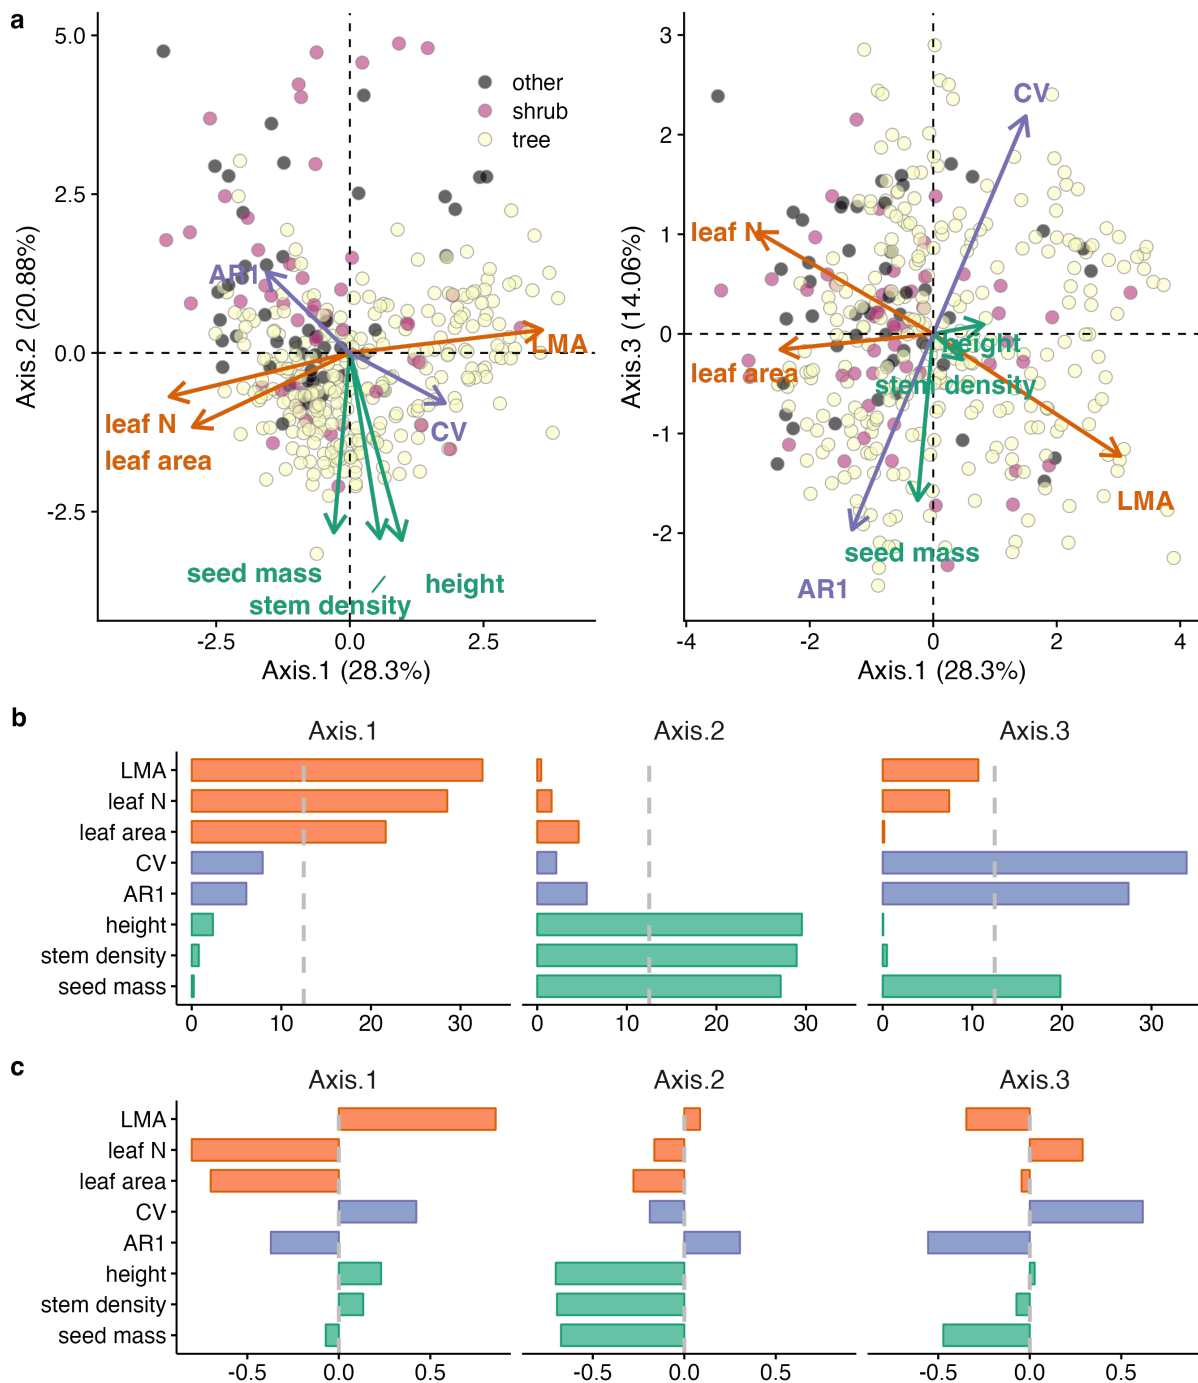 a
5.0
2.5
0.0
-2.5
Axis.2 (20.88%)
other
shrub
tree
AR1
LMA
leaf N
CV
leaf area
seed mass
height
stem density
-2.5
0.0
2.5
Axis.1 (28.3%)
3
2
1
0
-1
-2
Axis.3 (14.06%)
CV
leaf N
height
leaf area
stem density
LMA
seed mass
AR1
-4
-2
0
2
4
Axis.1 (28.3%)
b
Axis.1
Axis.2
Axis.3
LMA
leaf N
leaf area
CV
AR1
height
stem density
seed mass
0
10
20
30
0
10
20
30
0
10
20
30
c
Axis.1
Axis.2
Axis.3
LMA
leaf N
leaf area
CV
AR1
height
stem density
seed mass
-0.5
0.0
0.5
-0.5
0.0
0.5
-0.5
0.0
0.5